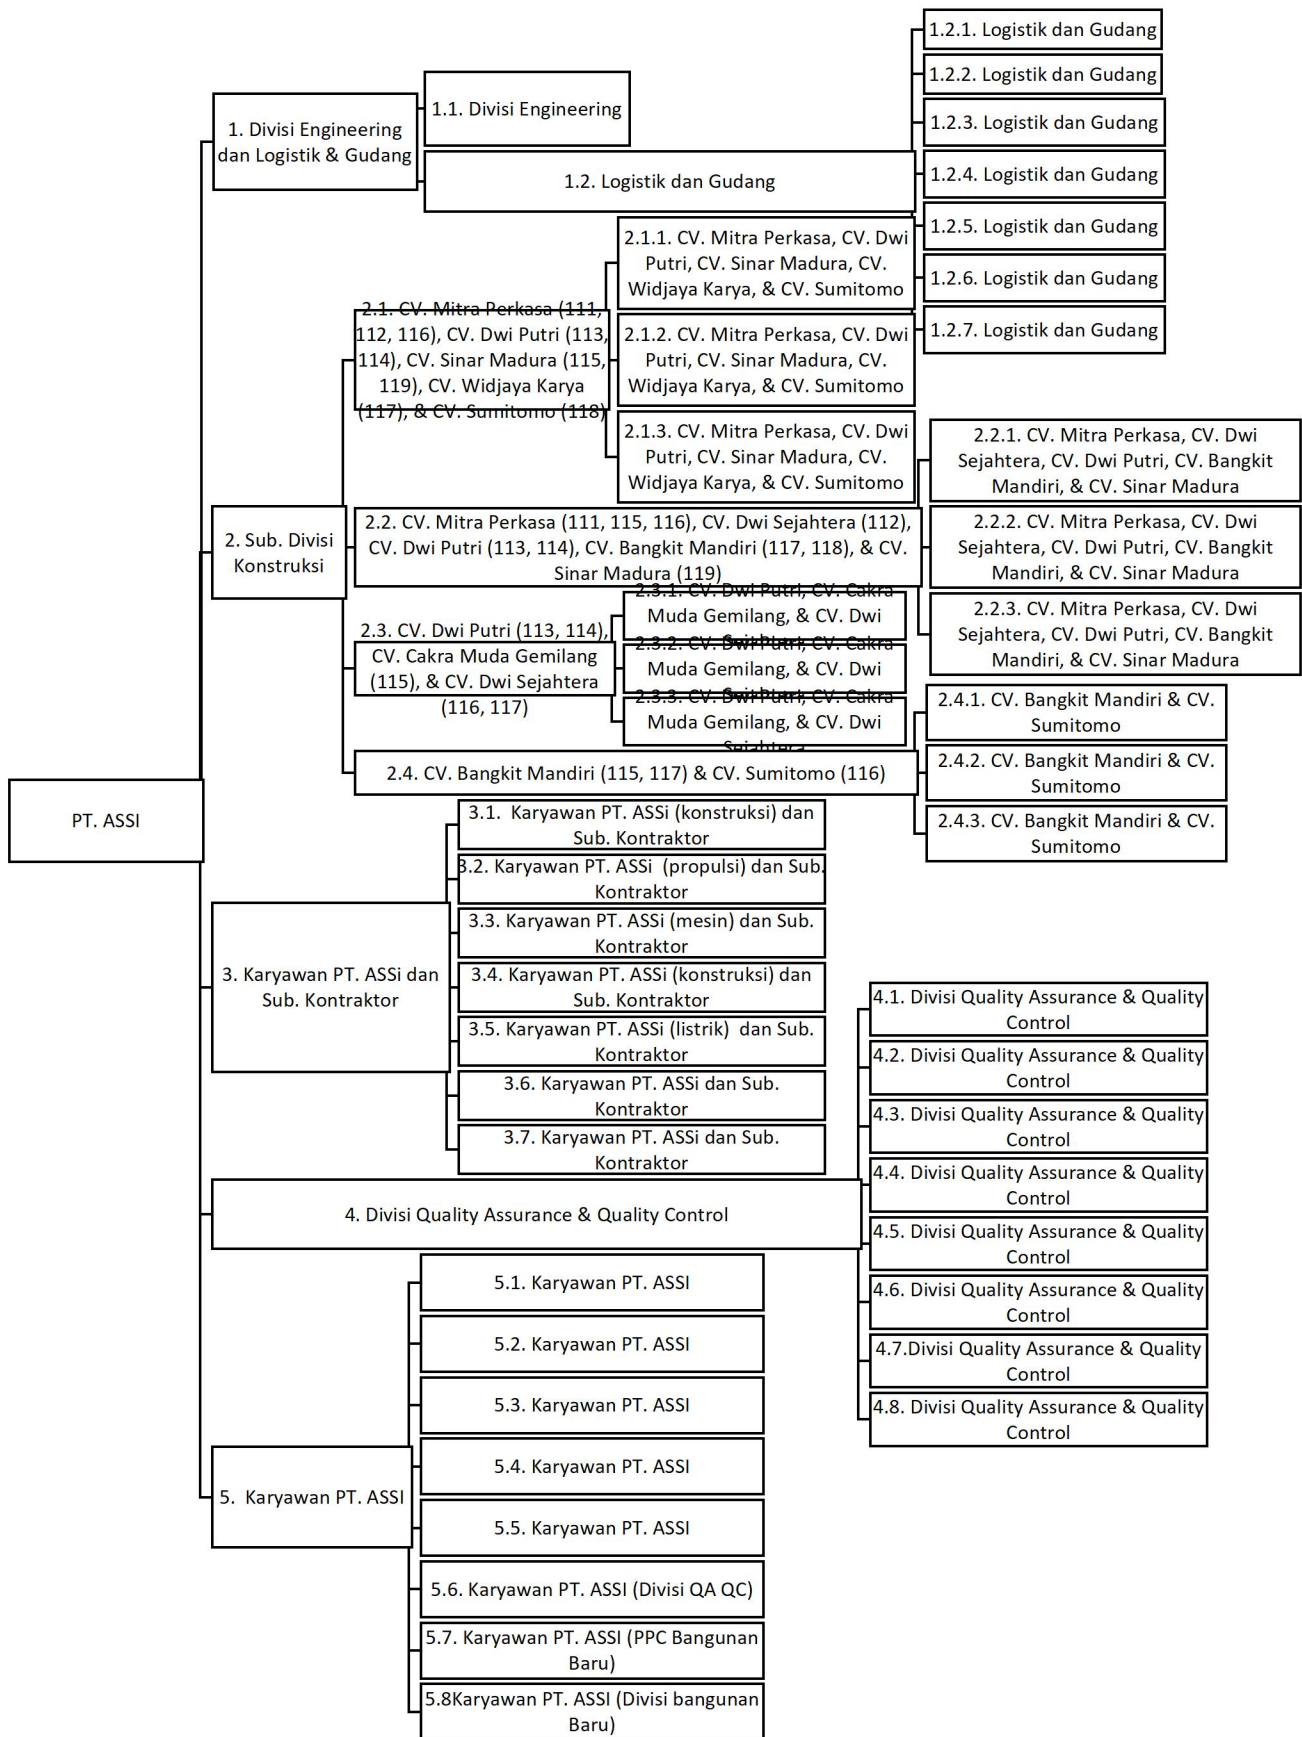 PT. ASSI
1. Divisi Engineering
dan Logistik & Gudang
1.1. Divisi Engineering
1.2. Logistik dan Gudang
1.2.1. Logistik dan Gudang
1.2.2. Logistik dan Gudang
1.2.3. Logistik dan Gudang
1.2.4. Logistik dan Gudang
1.2.5. Logistik dan Gudang
1.2.6. Logistik dan Gudang
1.2.7. Logistik dan Gudang
2. Sub. Divisi
Konstruksi
2.1. CV. Mitra Perkasa (111,
112, 116), CV. Dwi Putri (113,
114), CV. Sinar Madura (115,
119), CV. Widjaya Karya
(117), & CV. Sumitomo (118)
2.1.1. CV. Mitra Perkasa, CV. Dwi
Putri, CV. Sinar Madura, CV.
Widjaya Karya, & CV. Sumitomo
2.1.2. CV. Mitra Perkasa, CV. Dwi
Putri, CV. Sinar Madura, CV.
Widjaya Karya, & CV. Sumitomo
2.1.3. CV. Mitra Perkasa, CV. Dwi
Putri, CV. Sinar Madura, CV.
Widjaya Karya, & CV. Sumitomo
2.2. CV. Mitra Perkasa (111, 115, 116), CV. Dwi Sejahtera (112),
CV. Dwi Putri (113, 114), CV. Bangkit Mandiri (117, 118), & CV.
Sinar Madura (119)
2.2.1. CV. Mitra Perkasa, CV. Dwi
Sejahtera, CV. Dwi Putri, CV. Bangkit
Mandiri, & CV. Sinar Madura
2.2.2. CV. Mitra Perkasa, CV. Dwi
Sejahtera, CV. Dwi Putri, CV. Bangkit
Mandiri, & CV. Sinar Madura
2.2.3. CV. Mitra Perkasa, CV. Dwi
Sejahtera, CV. Dwi Putri, CV. Bangkit
Mandiri, & CV. Sinar Madura
2.3. CV. Dwi Putri (113, 114),
CV. Cakra Muda Gemilang
(115), & CV. Dwi Sejahtera
(116, 117)
2.3.1. CV. Dwi Putri, CV. Cakra
Muda Gemilang, & CV. Dwi
2.3.2. CV. Dwi Putri, CV. Cakra
Muda Gemilang, & CV. Dwi
2.3.3. CV. Dwi Putri, CV. Cakra
Muda Gemilang, & CV. Dwi
Sejahtera
2.4. CV. Bangkit Mandiri (115, 117) & CV. Sumitomo (116)
2.4.1. CV. Bangkit Mandiri & CV.
Sumitomo
2.4.2. CV. Bangkit Mandiri & CV.
Sumitomo
2.4.3. CV. Bangkit Mandiri & CV.
Sumitomo
3. Karyawan PT. ASSi dan
Sub. Kontraktor
3.1.  Karyawan PT. ASSi (konstruksi) dan
Sub. Kontraktor
3.2. Karyawan PT. ASSi  (propulsi) dan Sub.
Kontraktor
3.3. Karyawan PT. ASSi (mesin) dan Sub.
Kontraktor
3.4. Karyawan PT. ASSi (konstruksi) dan
Sub. Kontraktor
3.5. Karyawan PT. ASSi (listrik)  dan Sub.
Kontraktor
3.6. Karyawan PT. ASSi dan Sub.
Kontraktor
3.7. Karyawan PT. ASSi dan Sub.
Kontraktor
4. Divisi Quality Assurance & Quality Control
4.1. Divisi Quality Assurance & Quality
Control
4.2. Divisi Quality Assurance & Quality
Control
4.3. Divisi Quality Assurance & Quality
Control
4.4. Divisi Quality Assurance & Quality
Control
4.5. Divisi Quality Assurance & Quality
Control
4.6. Divisi Quality Assurance & Quality
Control
4.7.Divisi Quality Assurance & Quality
Control
4.8. Divisi Quality Assurance & Quality
Control
5.  Karyawan PT. ASSI
5.1. Karyawan PT. ASSI
5.2. Karyawan PT. ASSI
5.3. Karyawan PT. ASSI
5.4. Karyawan PT. ASSI
5.5. Karyawan PT. ASSI
5.6. Karyawan PT. ASSI (Divisi QA QC)
5.7. Karyawan PT. ASSI (PPC Bangunan
Baru)
5.8Karyawan PT. ASSI (Divisi bangunan
Baru)